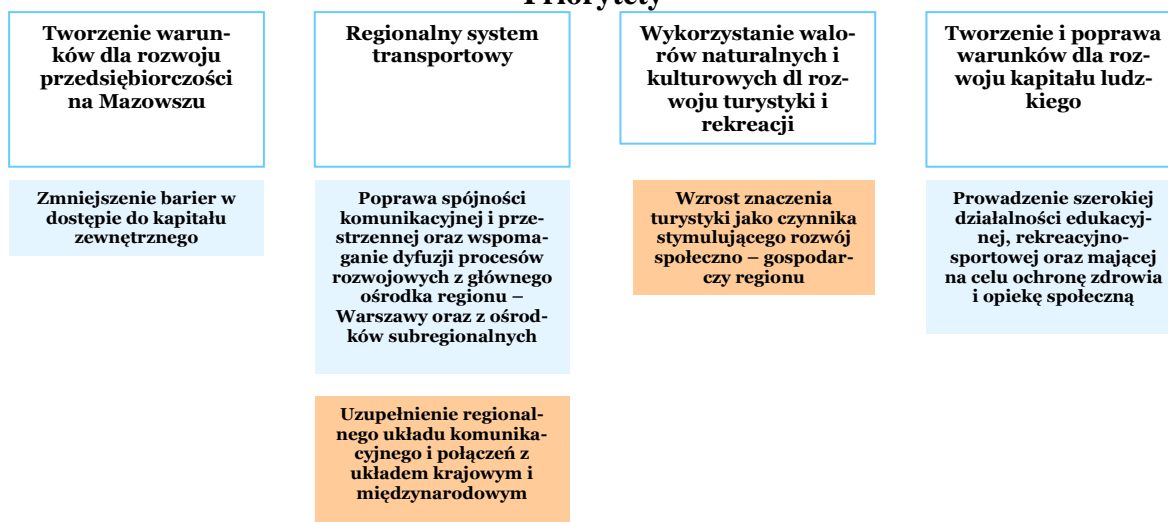 Priorytety
Tworzenie warun-
ków dla rozwoju
przedsiębiorczości
na Mazowszu
Regionalny system
transportowy
Wykorzystanie walo-
rów naturalnych i
kulturowych dl roz-
woju turystyki i
rekreacji
Tworzenie i poprawa
warunków dla roz-
woju kapitału ludz-
kiego
Zmniejszenie barier w
dostępie do kapitału
zewnętrznego
Poprawa spójności
komunikacyjnej i prze-
strzennej oraz wspoma-
ganie dyfuzji procesów
rozwojowych z głównego
ośrodka regionu –
Warszawy oraz z ośrod-
ków subregionalnych
Wzrost znaczenia
turystyki jako czynnika
stymulującego rozwój
społeczno – gospodar-
czy regionu
Prowadzenie szerokiej
działalności edukacyj-
nej, rekreacyjno-
sportowej oraz mającej
na celu ochronę zdrowia
i opiekę społeczną
Uzupełnienie regional-
nego układu komunika-
cyjnego i połączeń z
układem krajowym i
międzynarodowym